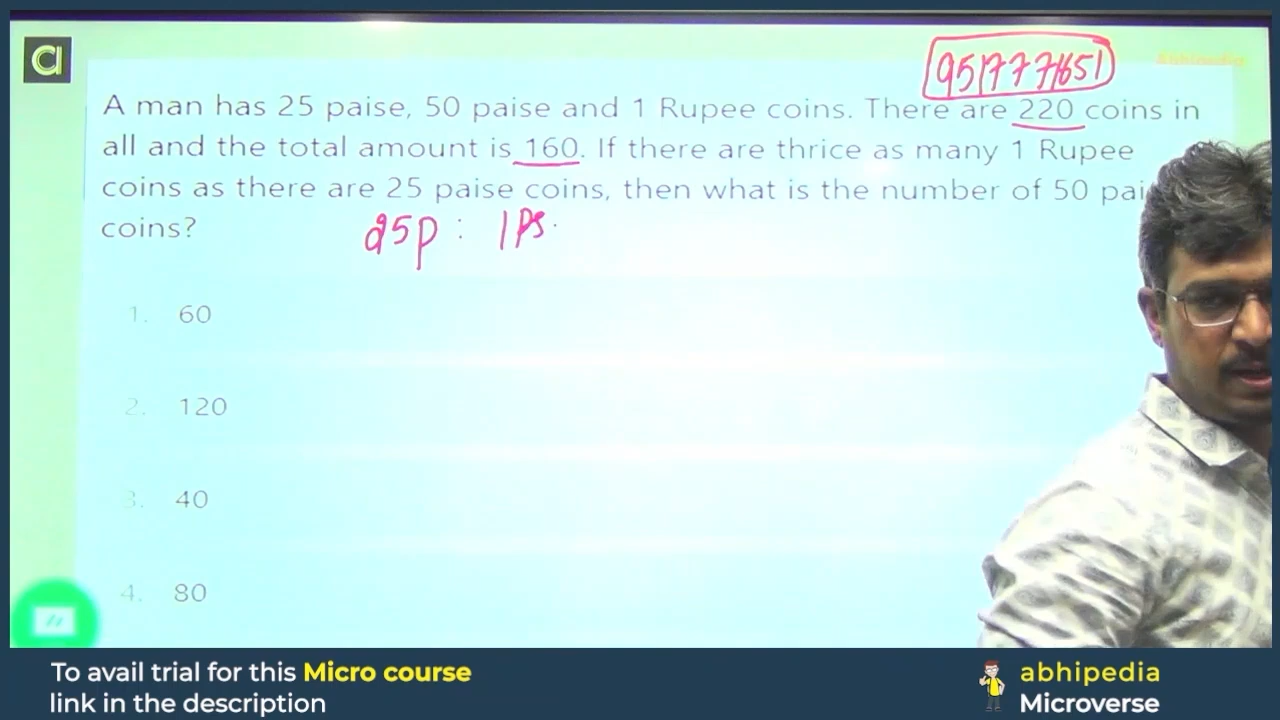 951777651
Abhipedia
A man has 25 paise, 50 paise and 1 Rupee coins. There are 220 coins in
all and the total amount is 160. If there are thrice as many 1 Rupee
coins as there are 25 paise coins, then what is the number of 50 pai
coins?
25p : 1Rs.
1. 60
2. 120
3. 40
4. 80
To avail trial for this Micro course
link in the description
abhipedia
Microverse